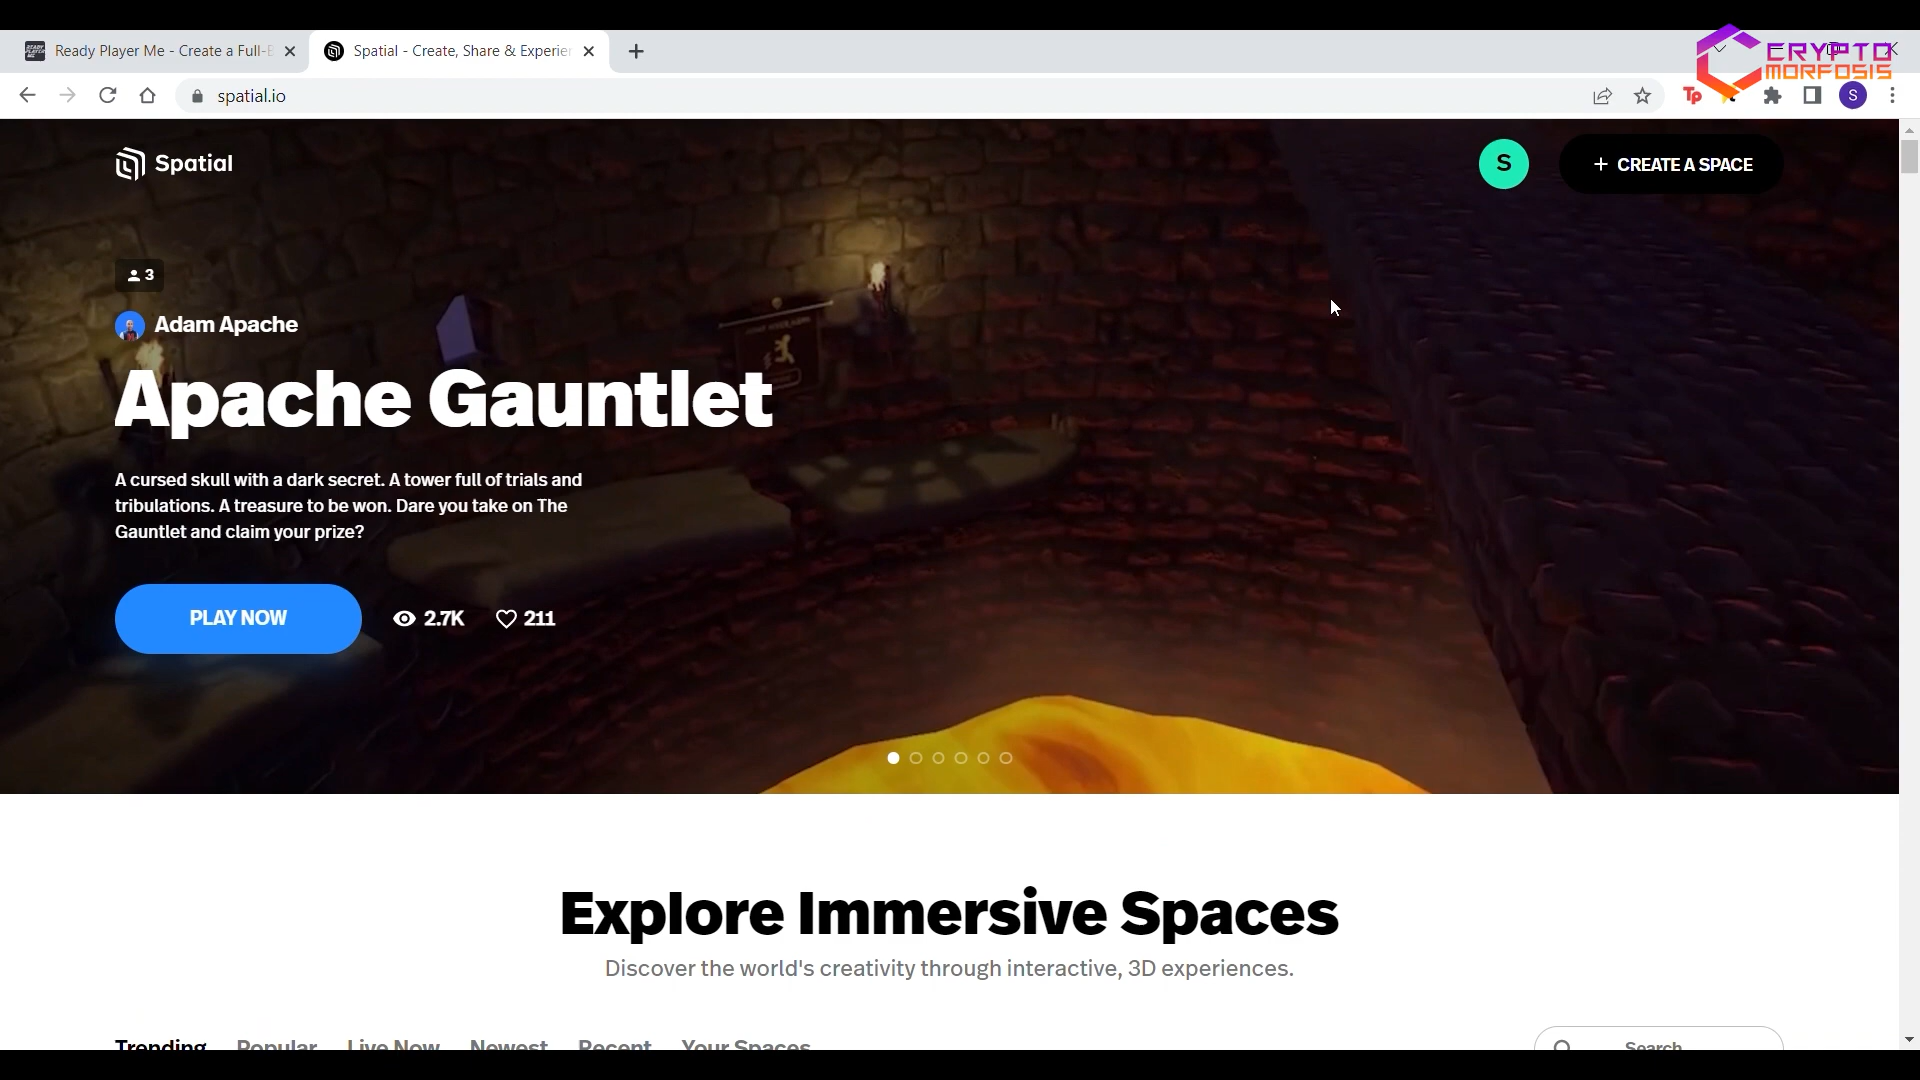 Ready Player Me - Create a Full-B
Spatial - Create, Share & Experien
CRYPTO
MORFOSIS
spatial.io
Tp
S
Spatial
S
+ CREATE A SPACE
3
Adam Apache
Apache Gauntlet
A cursed skull with a dark secret. A tower full of trials and
tribulations. A treasure to be won. Dare you take on The
Gauntlet and claim your prize?
PLAY NOW
2.7K
211
Explore Immersive Spaces
Discover the world's creativity through interactive, 3D experiences.
Trending Popular Live Now Newest Recent Your Spaces
Search